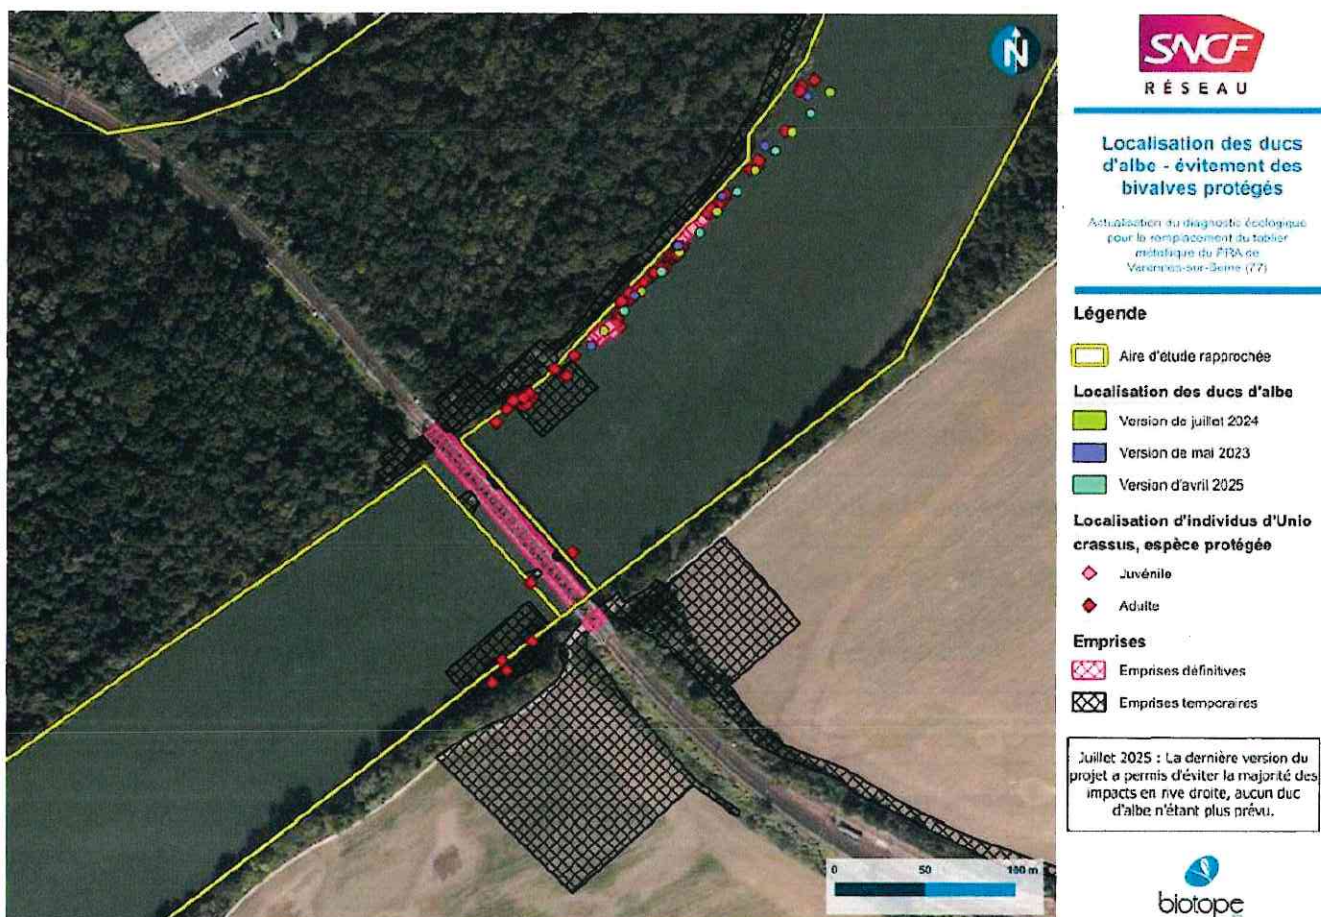 N
SNCF
RÉSEAU
Localisation des ducs
d'albe - évitement des
bivalves protégés
Actualisation du diagnostic écologique
pour le remplacement du tablier
métallique du PRA de
Varennes-sur-Seine (77)
Légende
Aire d'étude rapprochée
Localisation des ducs d'albe
Version de juillet 2024
Version de mai 2023
Version d'avril 2025
Localisation d'individus d'Unio
crassus, espèce protégée
Juvénile
Adulte
Emprises
Emprises définitives
Emprises temporaires
Juillet 2025 : La dernière version du
projet a permis d'éviter la majorité des
impacts en rive droite, aucun duc
d'albe n'étant plus prévu.
0 50 100 m
biotope